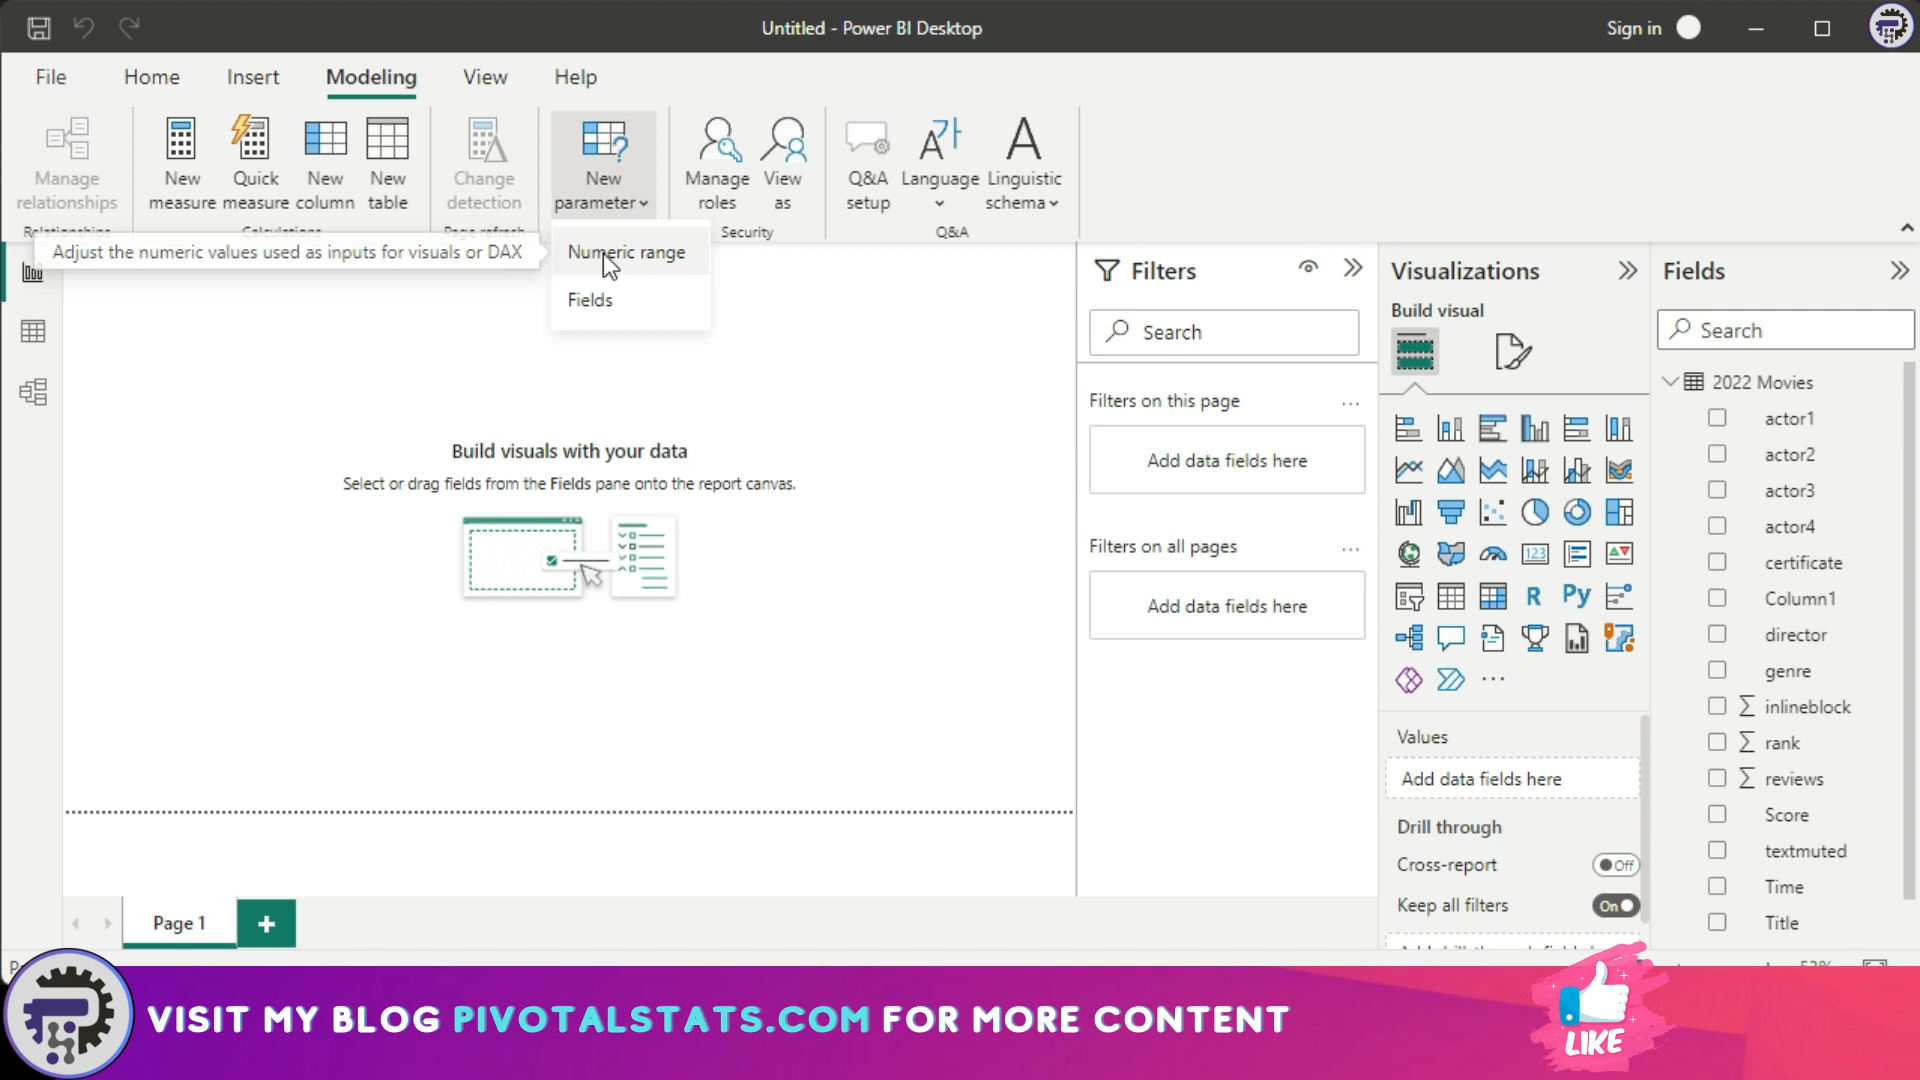 Untitled - Power BI Desktop
Sign in
File
Home
Insert
Modeling
View
Help
Manage relationships
New measure
Quick measure
New column
New table
Change detection
New parameter
Manage roles
View as
Q&A setup
Language
Linguistic schema
Relationships
Calculations
Page refresh
Security
Q&A
Adjust the numeric values used as inputs for visuals or DAX
Numeric range
Fields
Build visuals with your data
Select or drag fields from the Fields pane onto the report canvas.
Filters
Search
Filters on this page
...
Add data fields here
Filters on all pages
...
Add data fields here
Visualizations
Build visual
123
R
Py
...
Values
Add data fields here
Drill through
Cross-report
Off
Keep all filters
On
Fields
Search
2022 Movies
actor1
actor2
actor3
actor4
certificate
Column1
director
genre
inlineblock
rank
reviews
Score
textmuted
Time
Title
Page 1
VISIT MY BLOG PIVOTALSTATS.COM FOR MORE CONTENT
LIKE